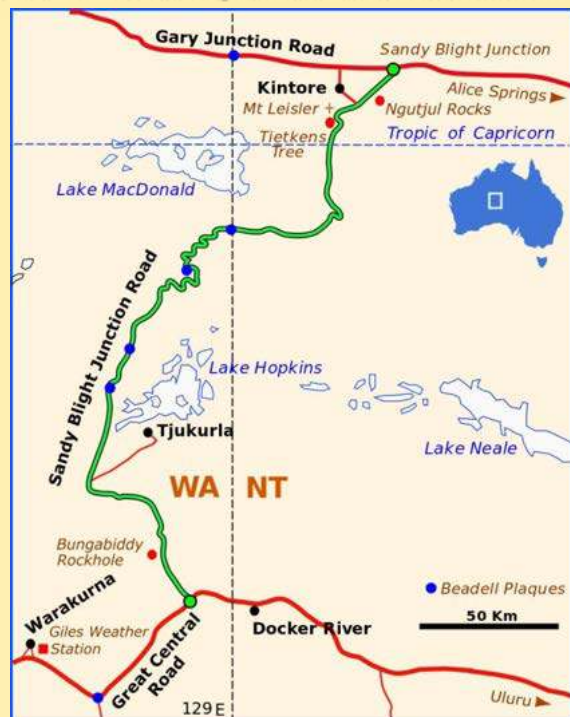 Gary Junction Road
Sandy Blight Junction
Kintore
Alice Springs
Mt Leisler +
Ngutjul Rocks
Tietkens
Tree
Tropic of Capricorn
Lake MacDonald
Sandy Blight Junction Road
Lake Hopkins
Tjukurla
Lake Neale
WA NT
Bungabiddy
Rockhole
Beadell Plaques
50 Km
Warakurna
Giles Weather
Station
Docker River
Great Central
Road
Uluru
129 E